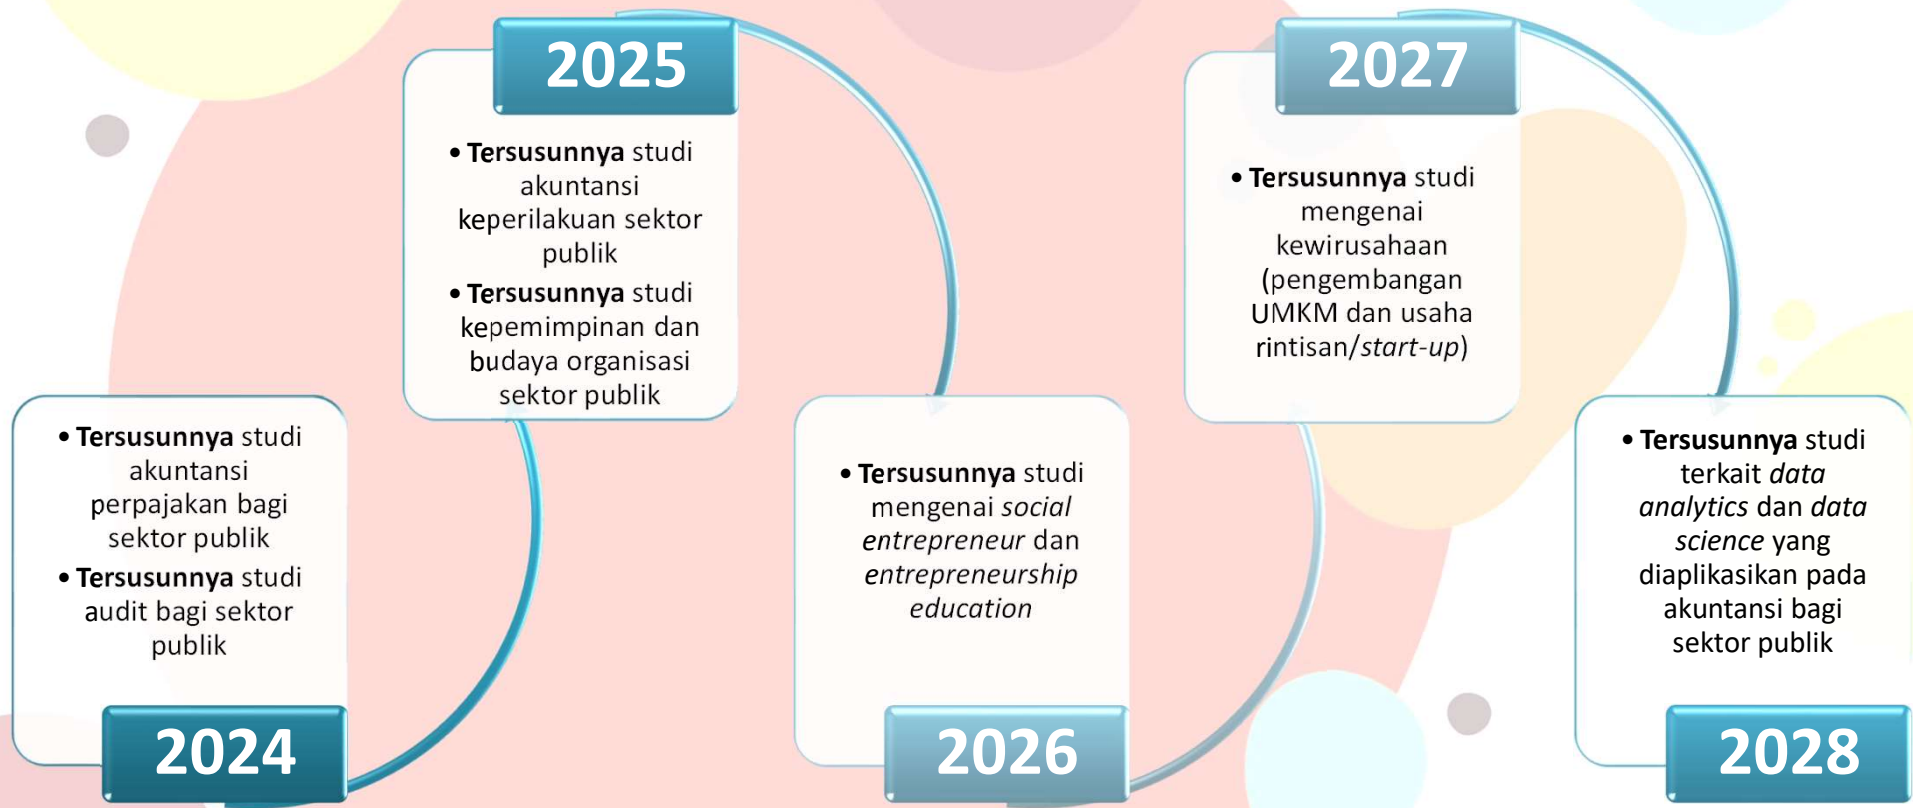 2024
• Tersusunnya studi
akuntansi
perpajakan bagi
sektor publik
• Tersusunnya studi
audit bagi sektor
publik
2025
• Tersusunnya studi
akuntansi
keperilakuan sektor
publik
• Tersusunnya studi
kepemimpinan dan
budaya organisasi
sektor publik
2026
• Tersusunnya studi
mengenai social
entrepreneur dan
entrepreneurship
education
2027
• Tersusunnya studi
mengenai
kewirusahaan
(pengembangan
UMKM dan usaha
rintisan/start-up)
2028
• Tersusunnya studi
terkait data
analytics dan data
science yang
diaplikasikan pada
akuntansi bagi
sektor publik